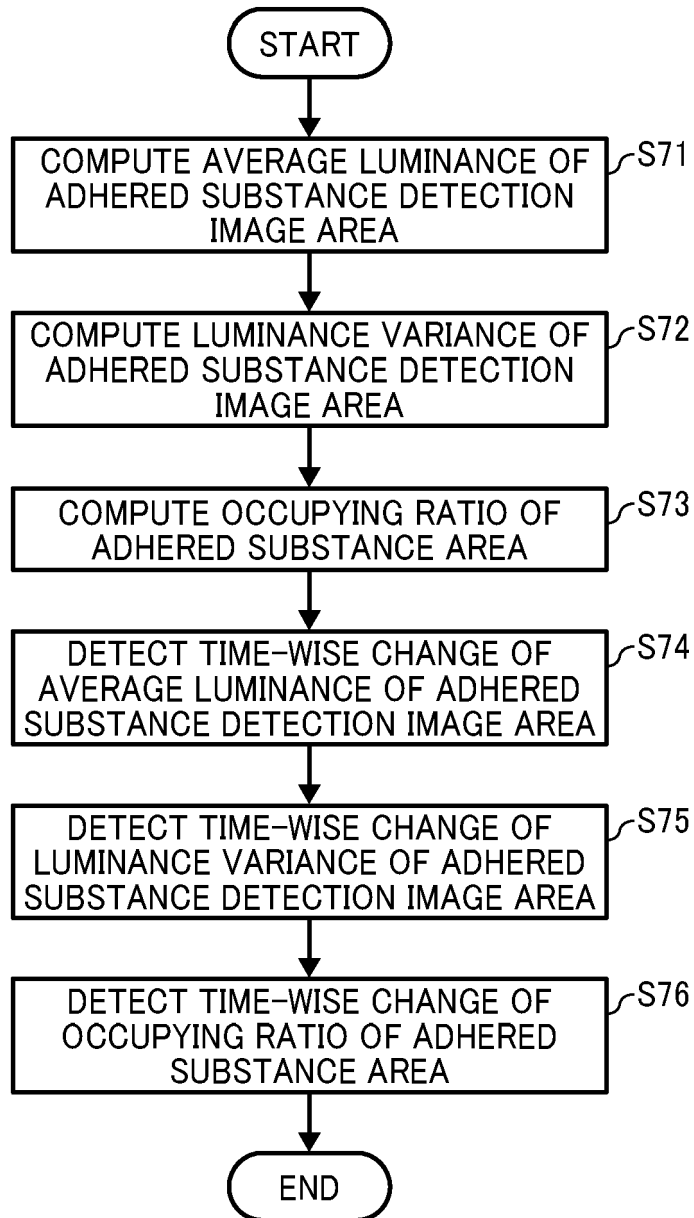 START
COMPUTE AVERAGE LUMINANCE OF
ADHERED SUBSTANCE DETECTION
IMAGE AREA
S71
COMPUTE LUMINANCE VARIANCE OF
ADHERED SUBSTANCE DETECTION
IMAGE AREA
S72
COMPUTE OCCUPYING RATIO OF
ADHERED SUBSTANCE AREA
S73
DETECT TIME-WISE CHANGE OF
AVERAGE LUMINANCE OF ADHERED
SUBSTANCE DETECTION IMAGE AREA
S74
DETECT TIME-WISE CHANGE OF
LUMINANCE VARIANCE OF ADHERED
SUBSTANCE DETECTION IMAGE AREA
S75
DETECT TIME-WISE CHANGE OF
OCCUPYING RATIO OF ADHERED
SUBSTANCE AREA
S76
END